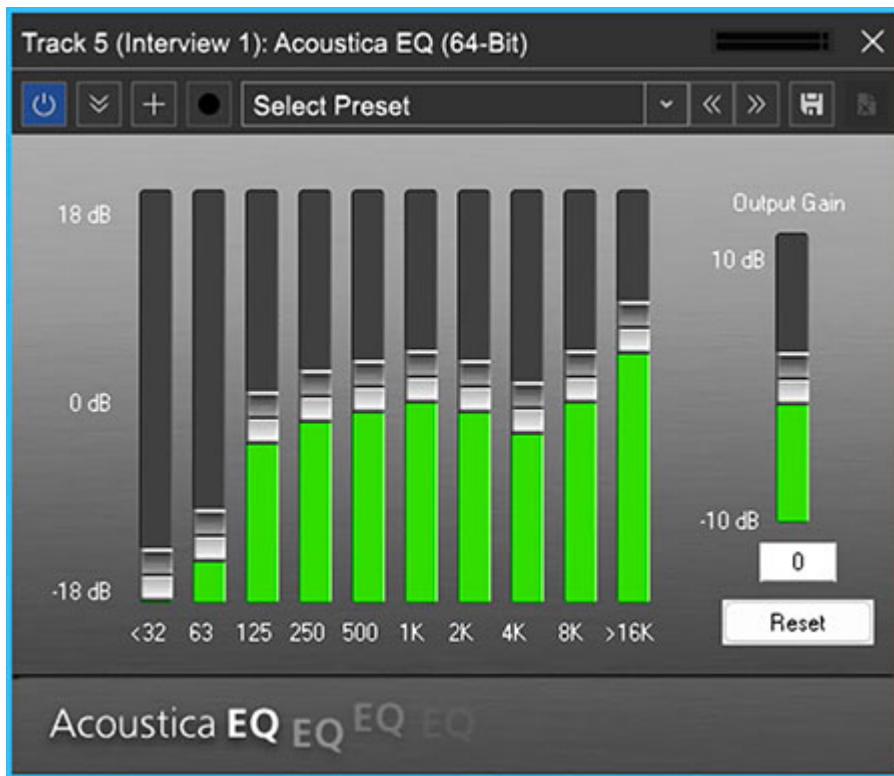 Track 5 (Interview 1): Acoustica EQ (64-Bit)
Select Preset
Output Gain
18 dB
10 dB
0 dB
-10 dB
0
-18 dB
Reset
<32 63 125 250 500 1K 2K 4K 8K >16K
Acoustica EQ EQ EQ EQ